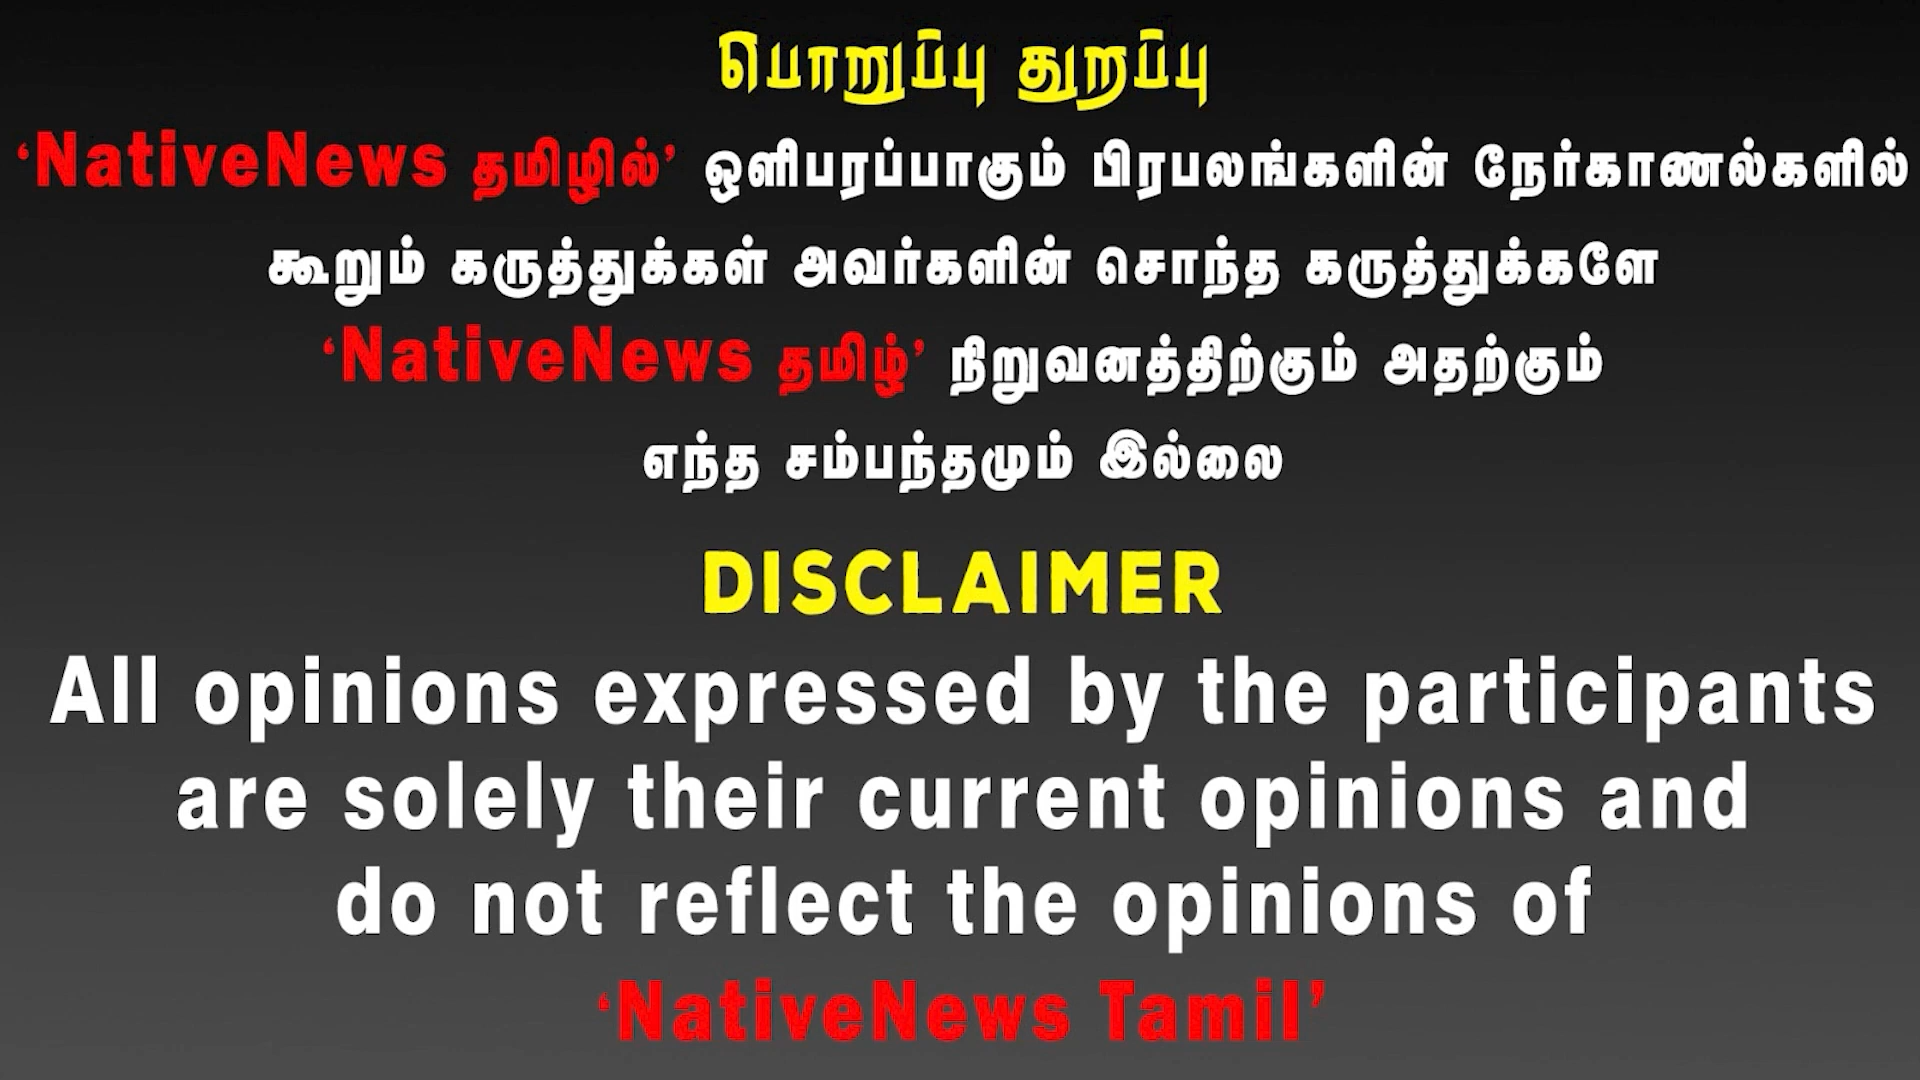 பொறுப்பு துறப்பு
‘NativeNews தமிழில்’ ஒளிபரப்பாகும் பிரபலங்களின் நேர்காணல்களில்
கூறும் கருத்துக்கள் அவர்களின் சொந்த கருத்துக்களே
‘NativeNews தமிழ்’ நிறுவனத்திற்கும் அதற்கும்
எந்த சம்பந்தமும் இல்லை
DISCLAIMER
All opinions expressed by the participants
are solely their current opinions and
do not reflect the opinions of
‘NativeNews Tamil’